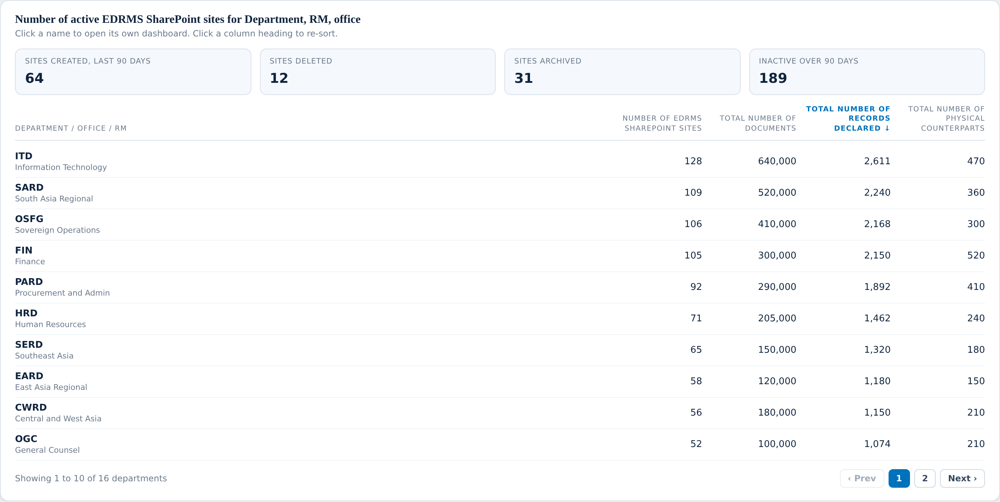 Number of active EDRMS SharePoint sites for Department, RM, office
Click a name to open its own dashboard. Click a column heading to re-sort.
SITES CREATED, LAST 90 DAYS
64
SITES DELETED
12
SITES ARCHIVED
31
INACTIVE OVER 90 DAYS
189
DEPARTMENT / OFFICE / RM
NUMBER OF EDRMS
SHAREPOINT SITES
TOTAL NUMBER OF
DOCUMENTS
TOTAL NUMBER OF
RECORDS
DECLARED ↓
TOTAL NUMBER OF
PHYSICAL
COUNTERPARTS
ITD
Information Technology
128 640,000 2,611 470
SARD
South Asia Regional
109 520,000 2,240 360
OSFG
Sovereign Operations
106 410,000 2,168 300
FIN
Finance
105 300,000 2,150 520
PARD
Procurement and Admin
92 290,000 1,892 410
HRD
Human Resources
71 205,000 1,462 240
SERD
Southeast Asia
65 150,000 1,320 180
EARD
East Asia Regional
58 120,000 1,180 150
CWRD
Central and West Asia
56 180,000 1,150 210
OGC
General Counsel
52 100,000 1,074 210
Showing 1 to 10 of 16 departments
‹ Prev 1 2 Next ›